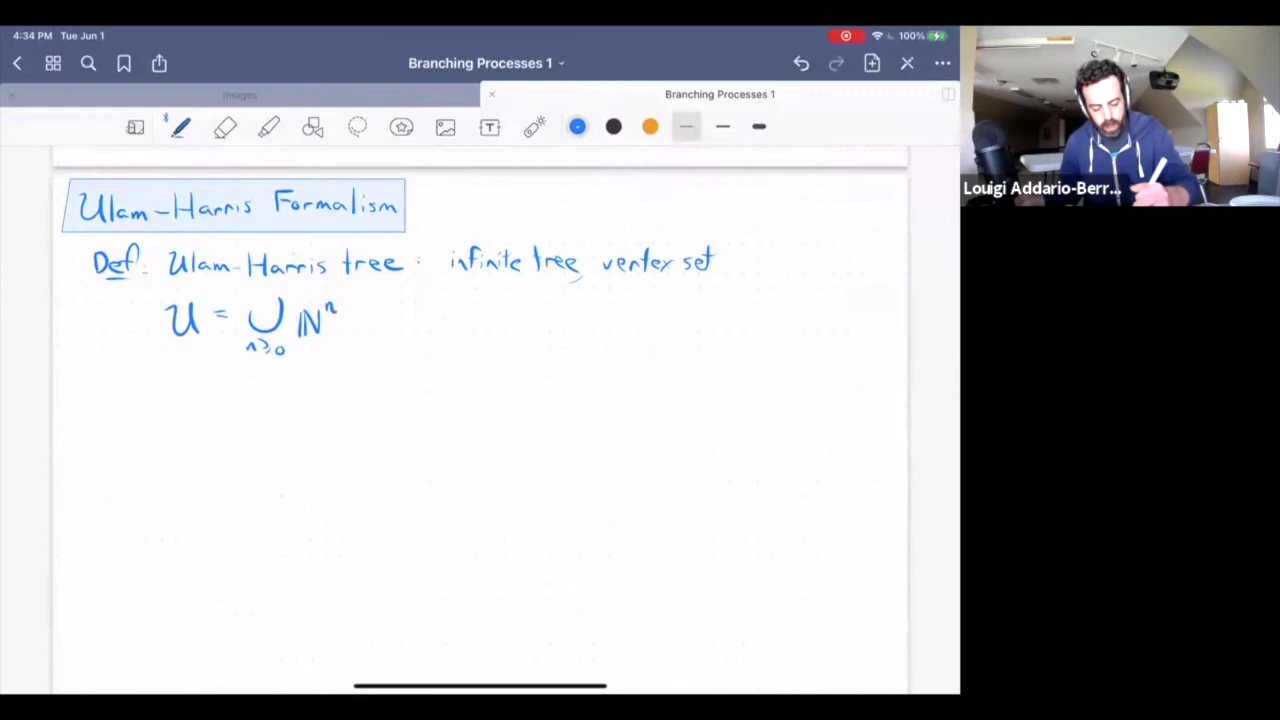 4:34 PM Tue Jun 1
100%
Branching Processes 1
Images
Branching Processes 1
T
Ulam-Harris Formalism
Def: Ulam-Harris tree: infinite tree, vertex set
U = ⋃ ℕⁿ
n≥0
Louigi Addario-Berr...